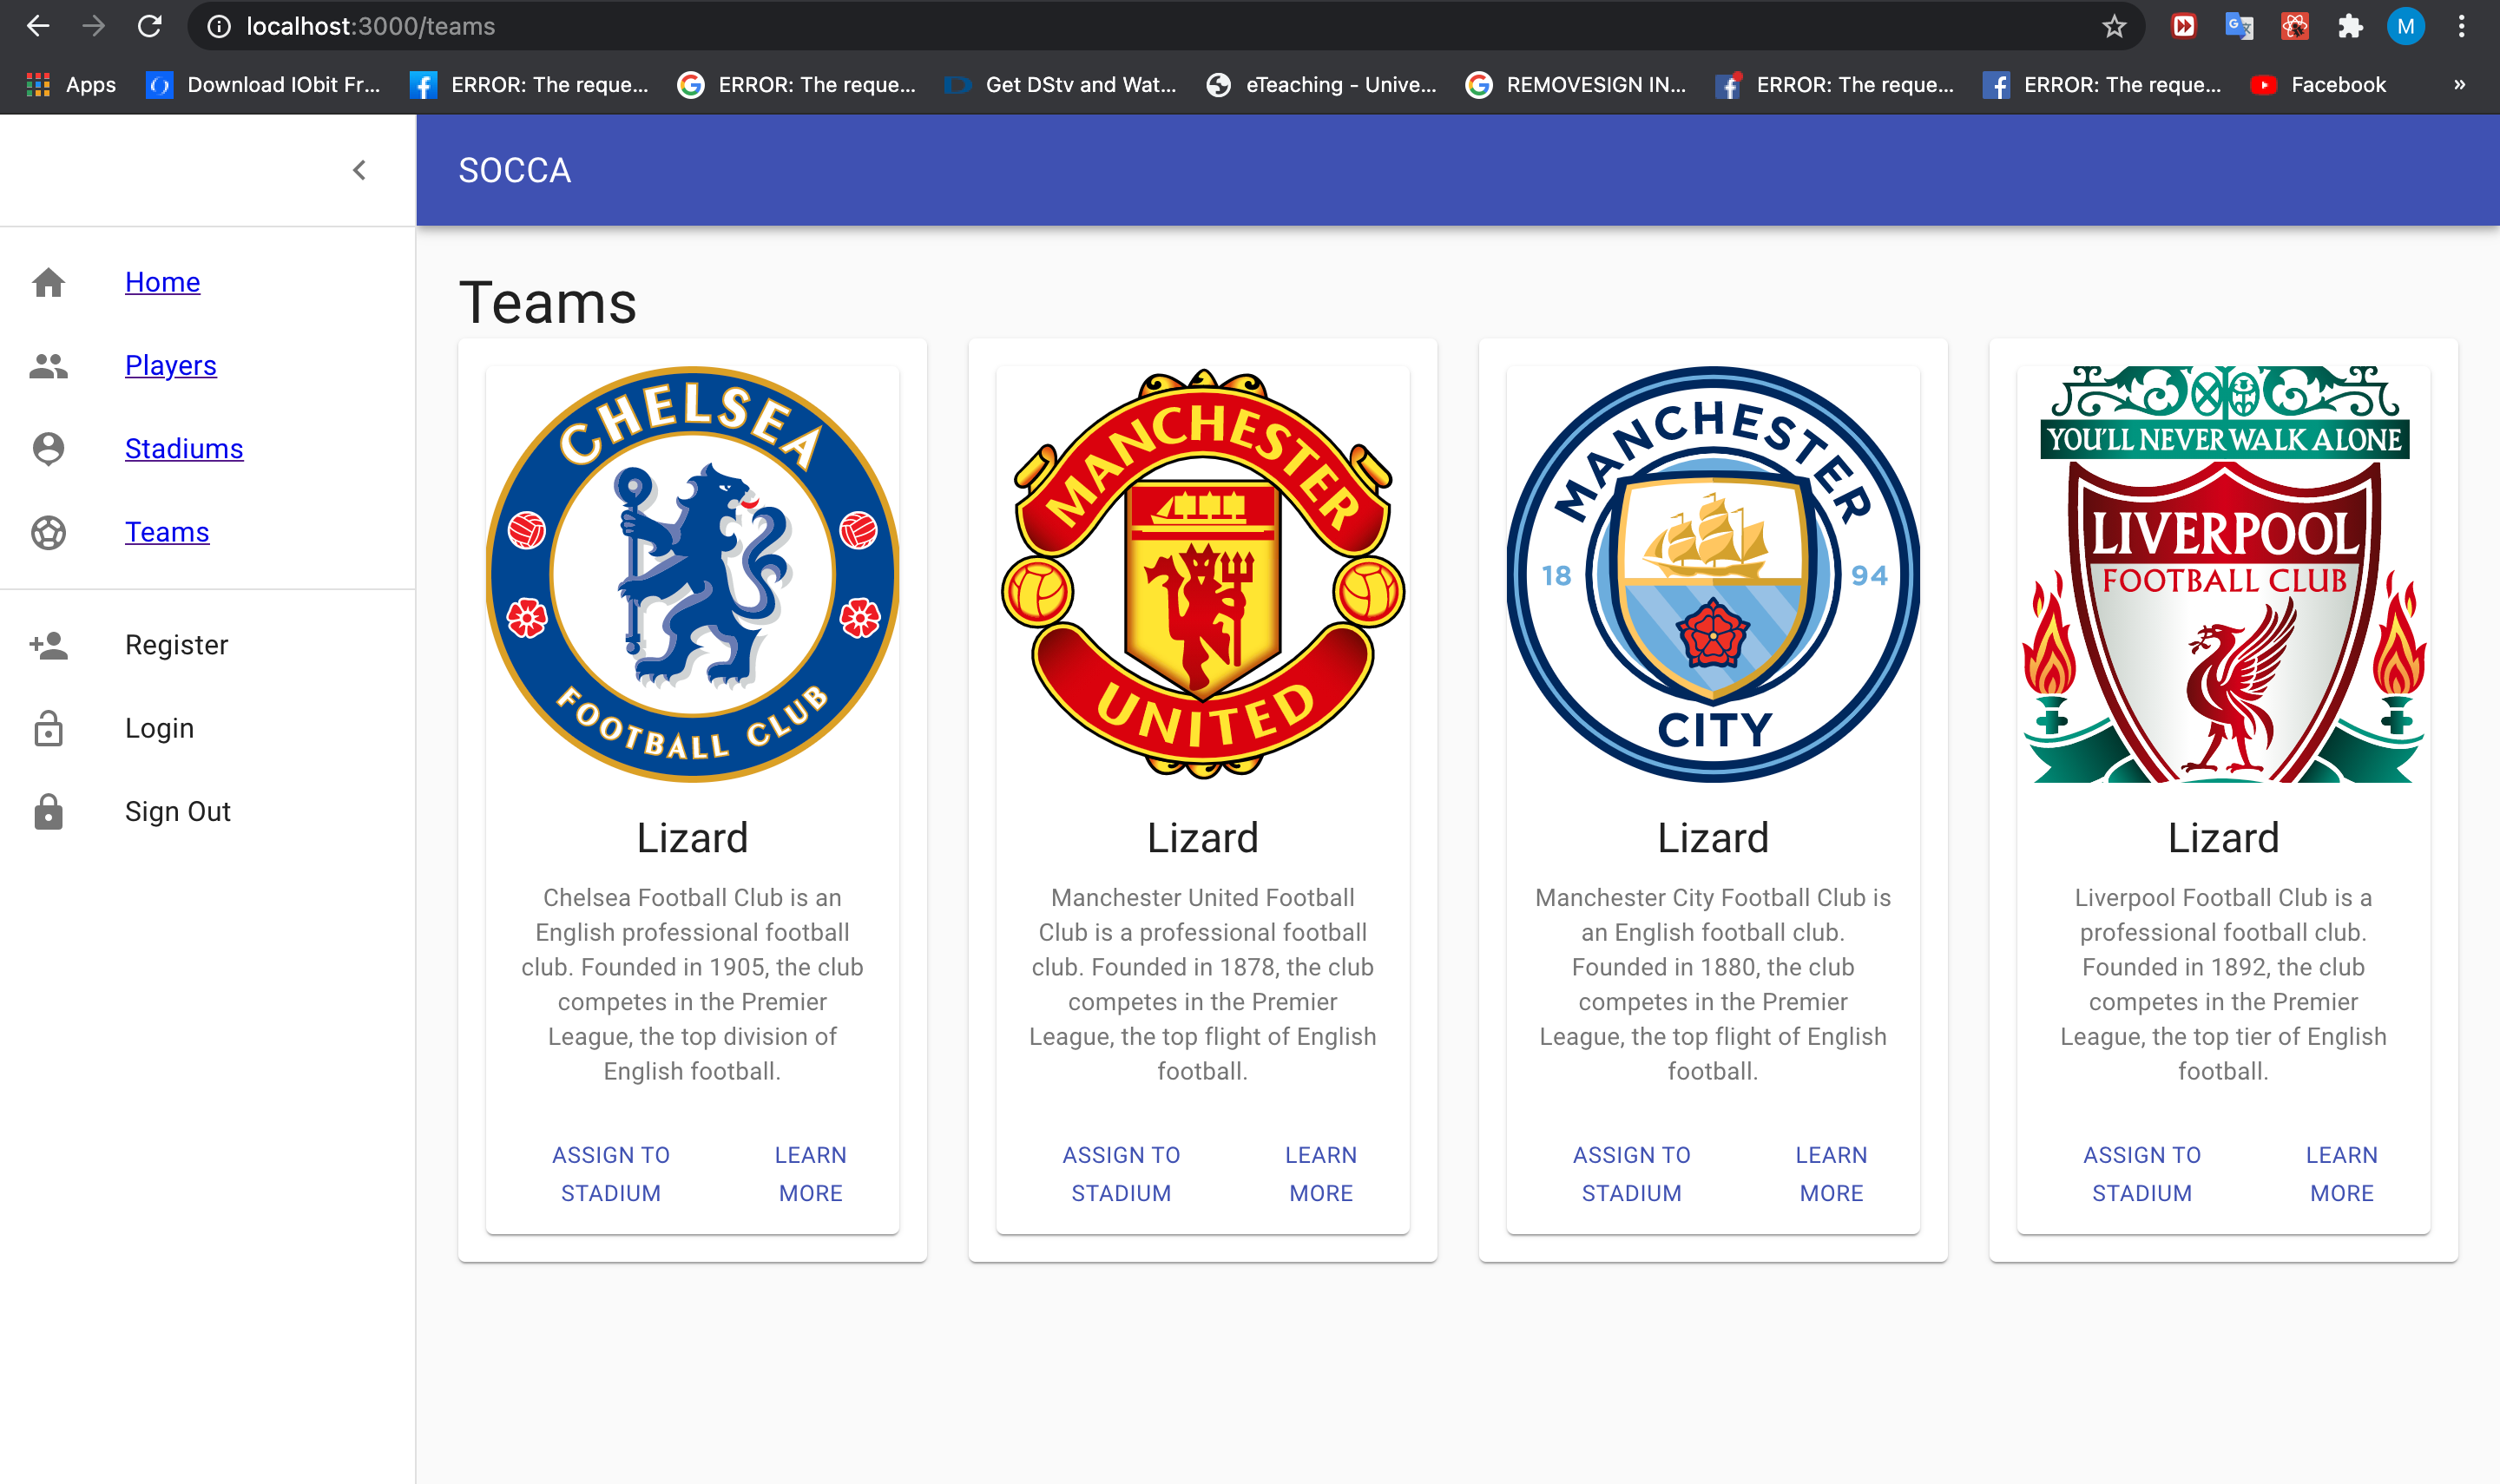 localhost:3000/teams
M
Apps
Download IObit Fr...
ERROR: The reque...
ERROR: The reque...
Get DStv and Wat...
eTeaching - Unive...
REMOVESIGN IN...
ERROR: The reque...
ERROR: The reque...
Facebook
»
SOCCA
Home
Players
Stadiums
Teams
Register
Login
Sign Out
Teams
CHELSEA
FOOTBALL CLUB
Lizard
Chelsea Football Club is an
English professional football
club. Founded in 1905, the club
competes in the Premier
League, the top division of
English football.
ASSIGN TO
STADIUM
LEARN
MORE
MANCHESTER
UNITED
Lizard
Manchester United Football
Club is a professional football
club. Founded in 1878, the club
competes in the Premier
League, the top flight of English
football.
ASSIGN TO
STADIUM
LEARN
MORE
MANCHESTER
18 94
CITY
Lizard
Manchester City Football Club is
an English football club.
Founded in 1880, the club
competes in the Premier
League, the top flight of English
football.
ASSIGN TO
STADIUM
LEARN
MORE
YOU'LL NEVER WALK ALONE
LIVERPOOL
FOOTBALL CLUB
Lizard
Liverpool Football Club is a
professional football club.
Founded in 1892, the club
competes in the Premier
League, the top tier of English
football.
ASSIGN TO
STADIUM
LEARN
MORE